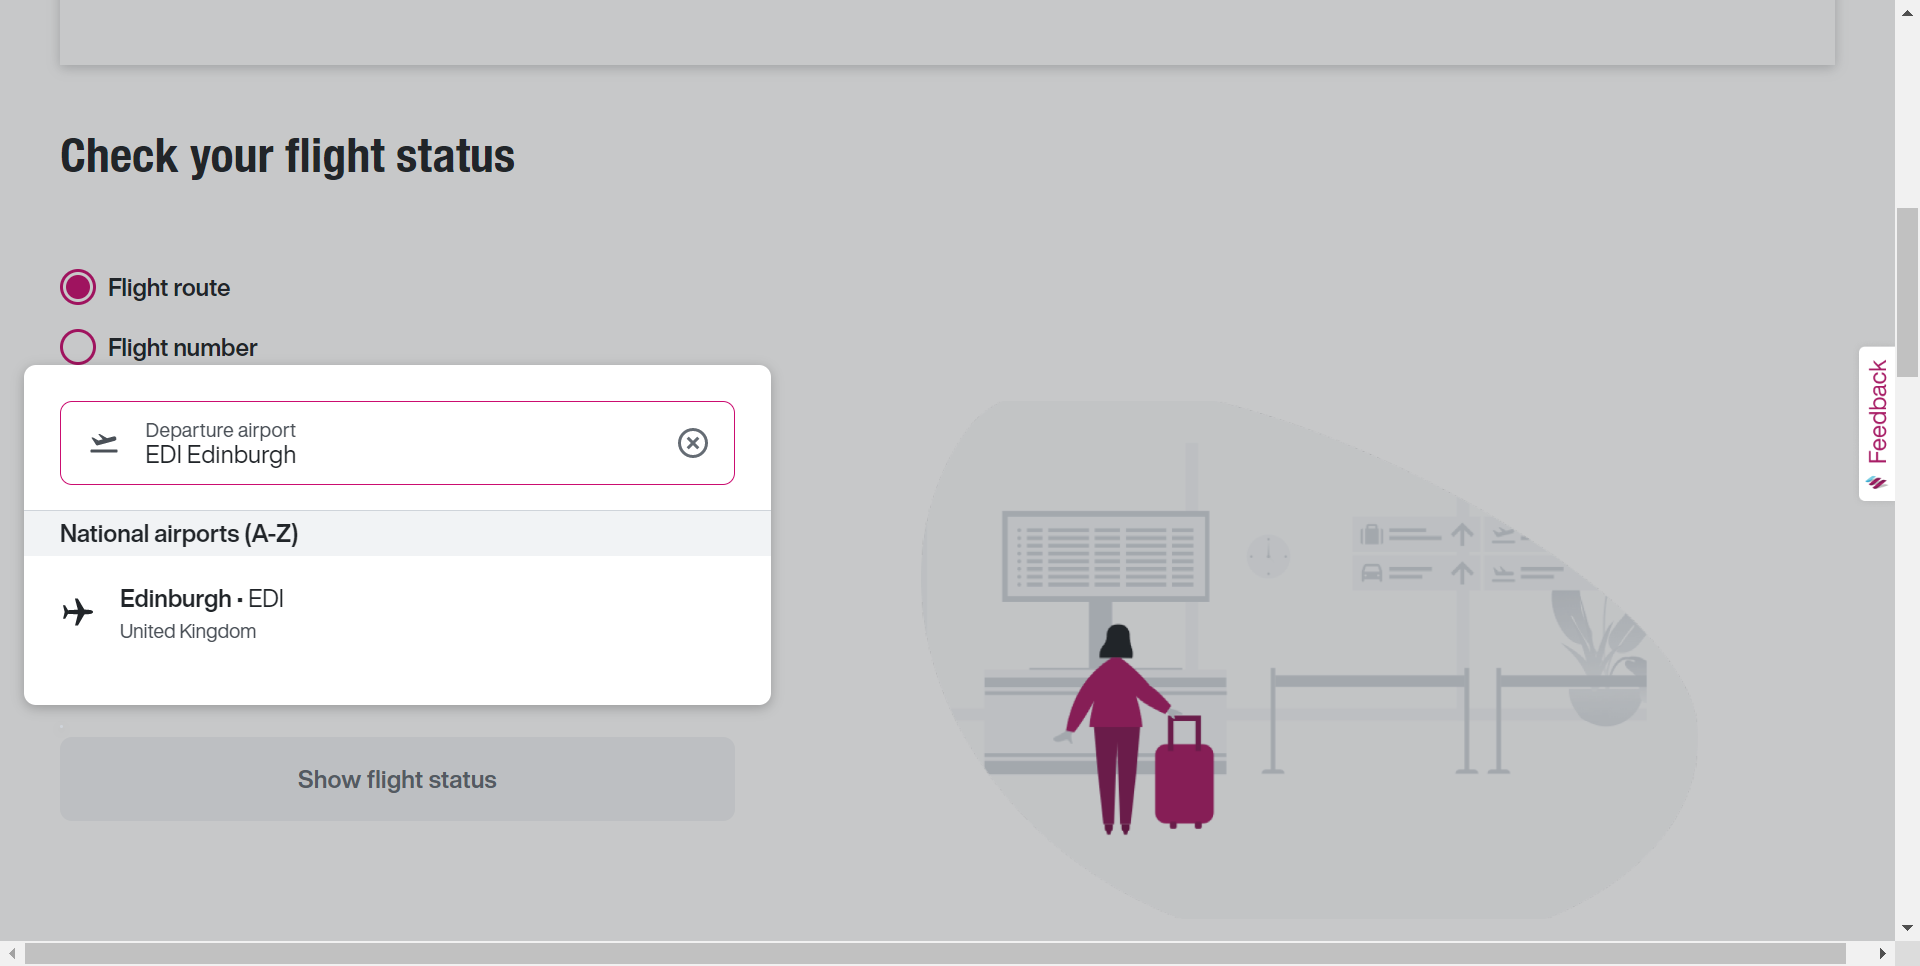 Check your flight status
Flight route
Flight number
Departure airport
EDI Edinburgh
National airports (A-Z)
Edinburgh · EDI
United Kingdom
Show flight status
Feedback